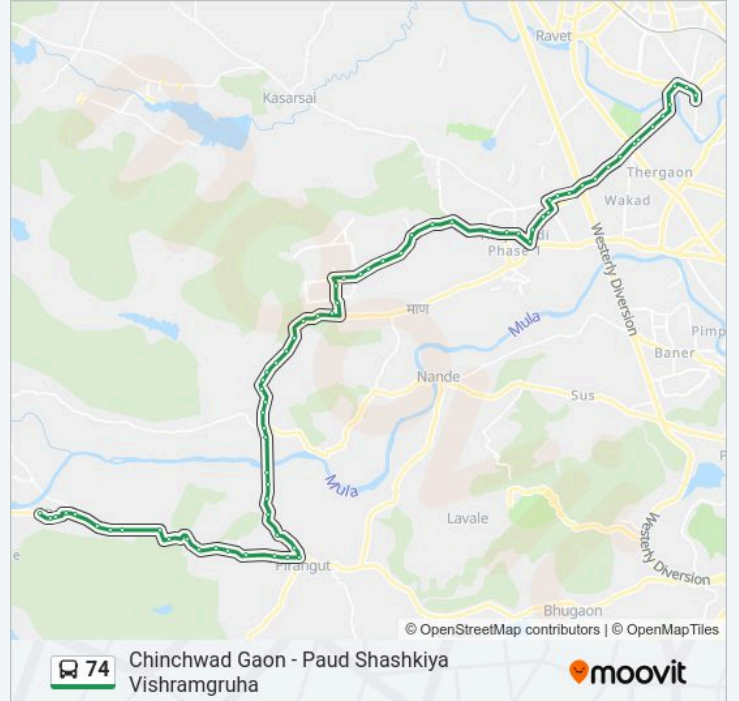 Ravet
Kasarsai
Thergaon
Wakad
Phase 1
Westerly Diversion
माण
Mula
Pimp
Baner
Nande
Sus
Mula
Lavale
Westerly Diversion
Pirangut
Bhugaon
© OpenStreetMap contributors | © OpenMapTiles
74
Chinchwad Gaon - Paud Shashkiya
Vishramgruha
moovit